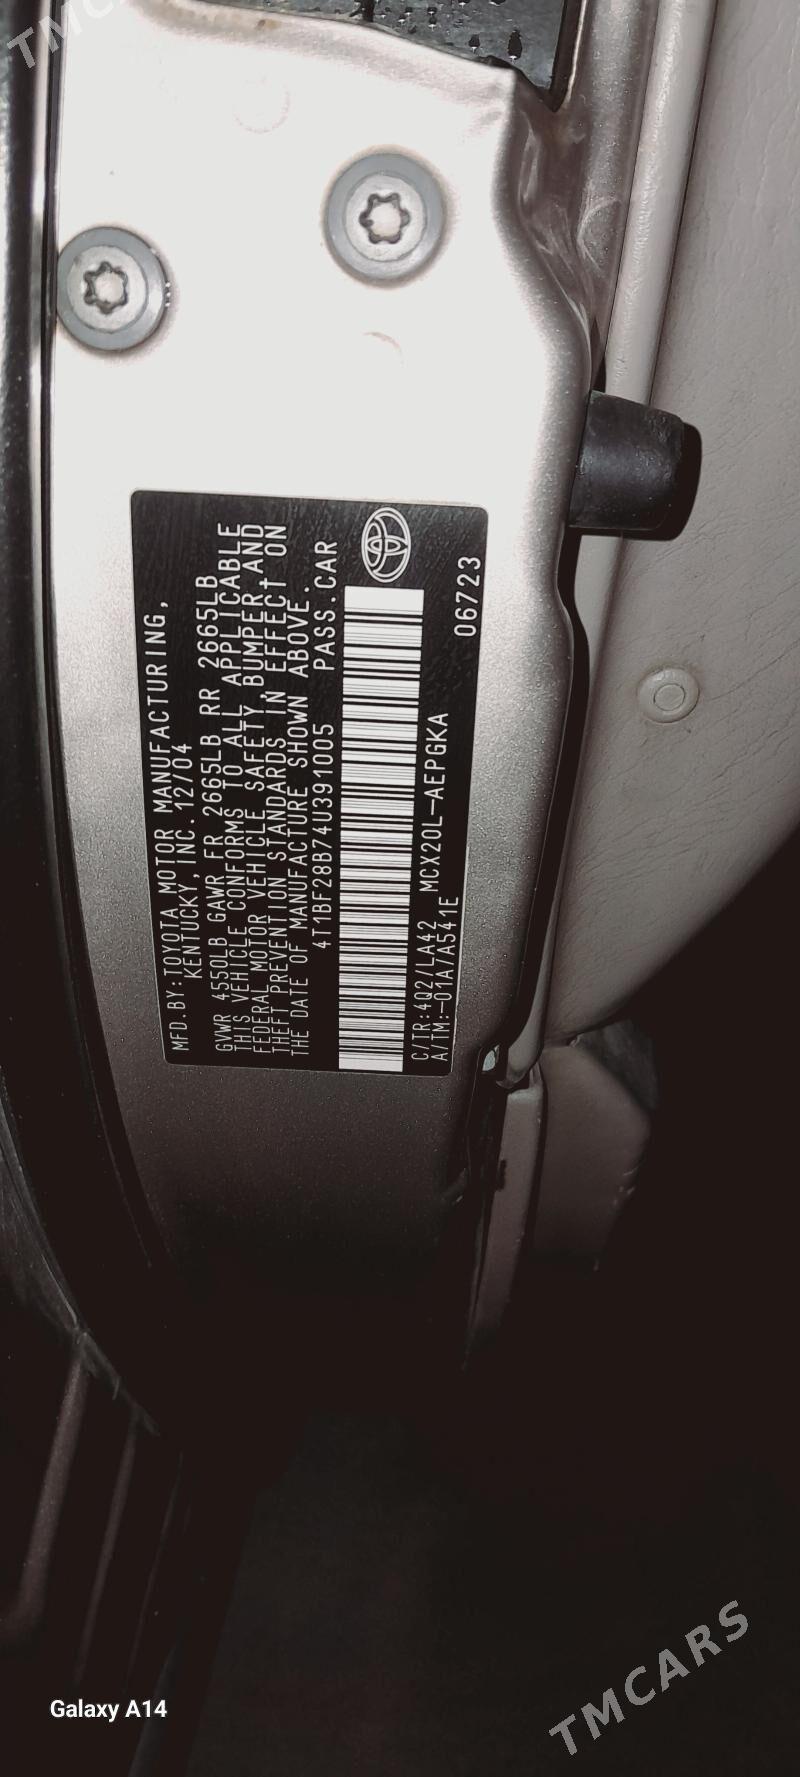 MFD.BY:TOYOTA MOTOR MANUFACTURING,
KENTUCKY, INC. 12/04
GVWR 4550LB GAWR FR 2665LB RR 2665LB
THIS VEHICLE CONFORMS TO ALL APPLICABLE
FEDERAL MOTOR VEHICLE SAFETY, BUMPER AND
THEFT PREVENTION STANDARDS IN EFFECT ON
THE DATE OF MANUFACTURE SHOWN ABOVE.
4T1BF28B74U391005 PASS.CAR
C/TR:4Q2/LA42 MCX20L-AEPGKA
A/TM:-01A/A541E 06723
Galaxy A14
TMCARS